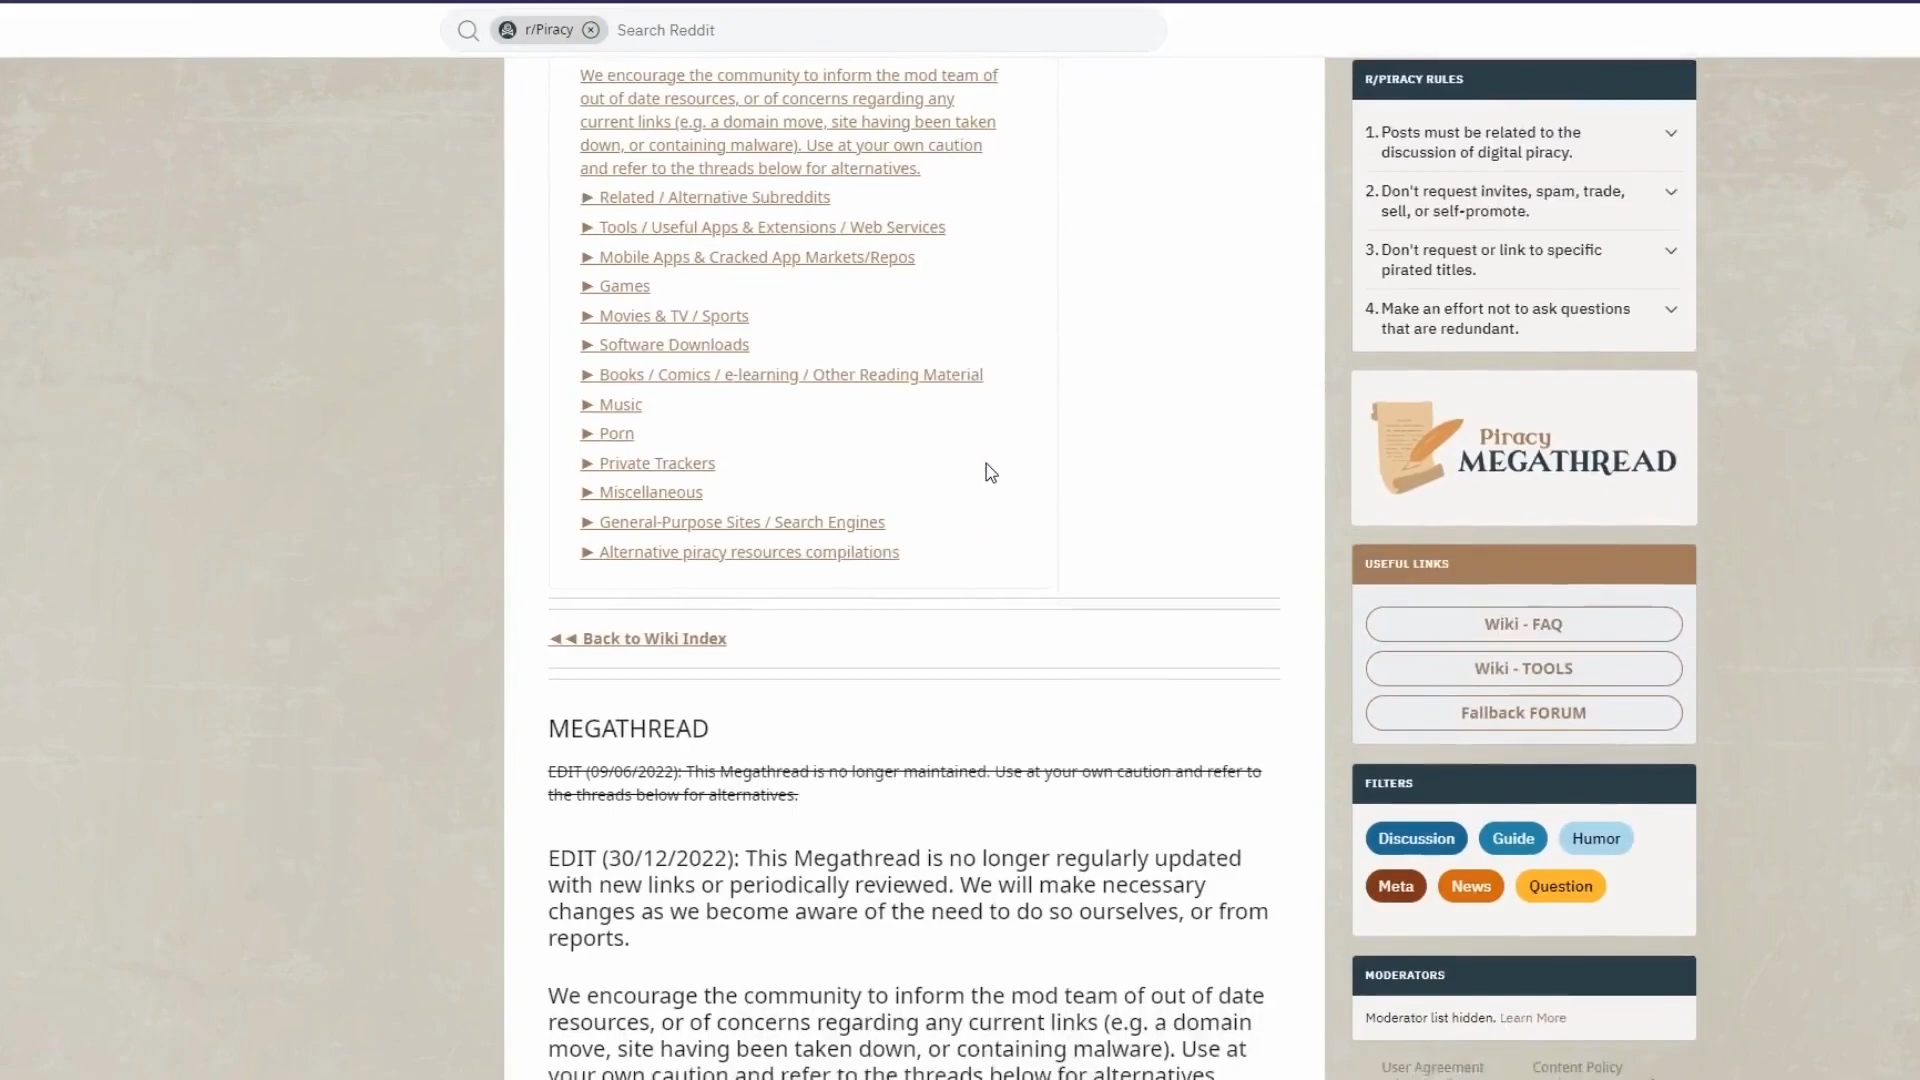 r/Piracy Search Reddit
We encourage the community to inform the mod team of
out of date resources, or of concerns regarding any
current links (e.g. a domain move, site having been taken
down, or containing malware). Use at your own caution
and refer to the threads below for alternatives.
► Related / Alternative Subreddits
► Tools / Useful Apps & Extensions / Web Services
► Mobile Apps & Cracked App Markets/Repos
► Games
► Movies & TV / Sports
► Software Downloads
► Books / Comics / e-learning / Other Reading Material
► Music
► Porn
► Private Trackers
► Miscellaneous
► General-Purpose Sites / Search Engines
► Alternative piracy resources compilations
◄◄ Back to Wiki Index
MEGATHREAD
EDIT (09/06/2022): This Megathread is no longer maintained. Use at your own caution and refer to
the threads below for alternatives.
EDIT (30/12/2022): This Megathread is no longer regularly updated
with new links or periodically reviewed. We will make necessary
changes as we become aware of the need to do so ourselves, or from
reports.
We encourage the community to inform the mod team of out of date
resources, or of concerns regarding any current links (e.g. a domain
move, site having been taken down, or containing malware). Use at
your own caution and refer to the threads below for alternatives.
R/PIRACY RULES
1. Posts must be related to the
discussion of digital piracy.
2. Don't request invites, spam, trade,
sell, or self-promote.
3. Don't request or link to specific
pirated titles.
4. Make an effort not to ask questions
that are redundant.
Piracy
MEGATHREAD
USEFUL LINKS
Wiki - FAQ
Wiki - TOOLS
Fallback FORUM
FILTERS
Discussion Guide Humor
Meta News Question
MODERATORS
Moderator list hidden. Learn More
User Agreement Content Policy